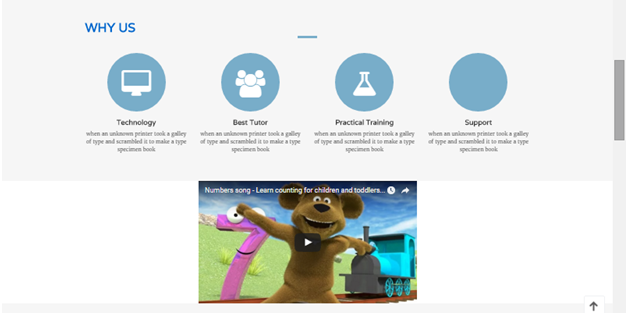 WHY US
Technology
when an unknown printer took a galley
of type and scrambled it to make a type
specimen book
Best Tutor
when an unknown printer took a galley
of type and scrambled it to make a type
specimen book
Practical Training
when an unknown printer took a galley
of type and scrambled it to make a type
specimen book
Support
when an unknown printer took a galley
of type and scrambled it to make a type
specimen book
Numbers song - Learn counting for children and toddlers...